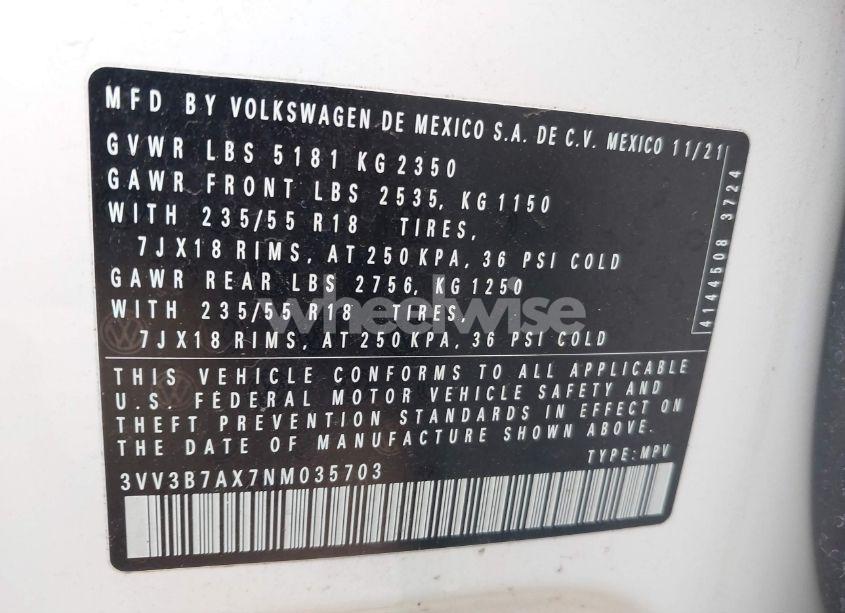 MFD BY VOLKSWAGEN DE MEXICO S.A. DE C.V. MEXICO 11/21
GVWR LBS 5181 KG 2350
GAWR FRONT LBS 2535, KG 1150
WITH 235/55 R18 TIRES,
7JX18 RIMS, AT 250 KPA, 36 PSI COLD
GAWR REAR LBS 2756, KG 1250
WITH 235/55 R18 TIRES,
7JX18 RIMS, AT 250 KPA, 36 PSI COLD
4144508 3724
wheelwise
THIS VEHICLE CONFORMS TO ALL APPLICABLE
U.S. FEDERAL MOTOR VEHICLE SAFETY AND
THEFT PREVENTION STANDARDS IN EFFECT ON
THE DATE OF MANUFACTURE SHOWN ABOVE.
TYPE:MPV
3VV3B7AX7NM035703